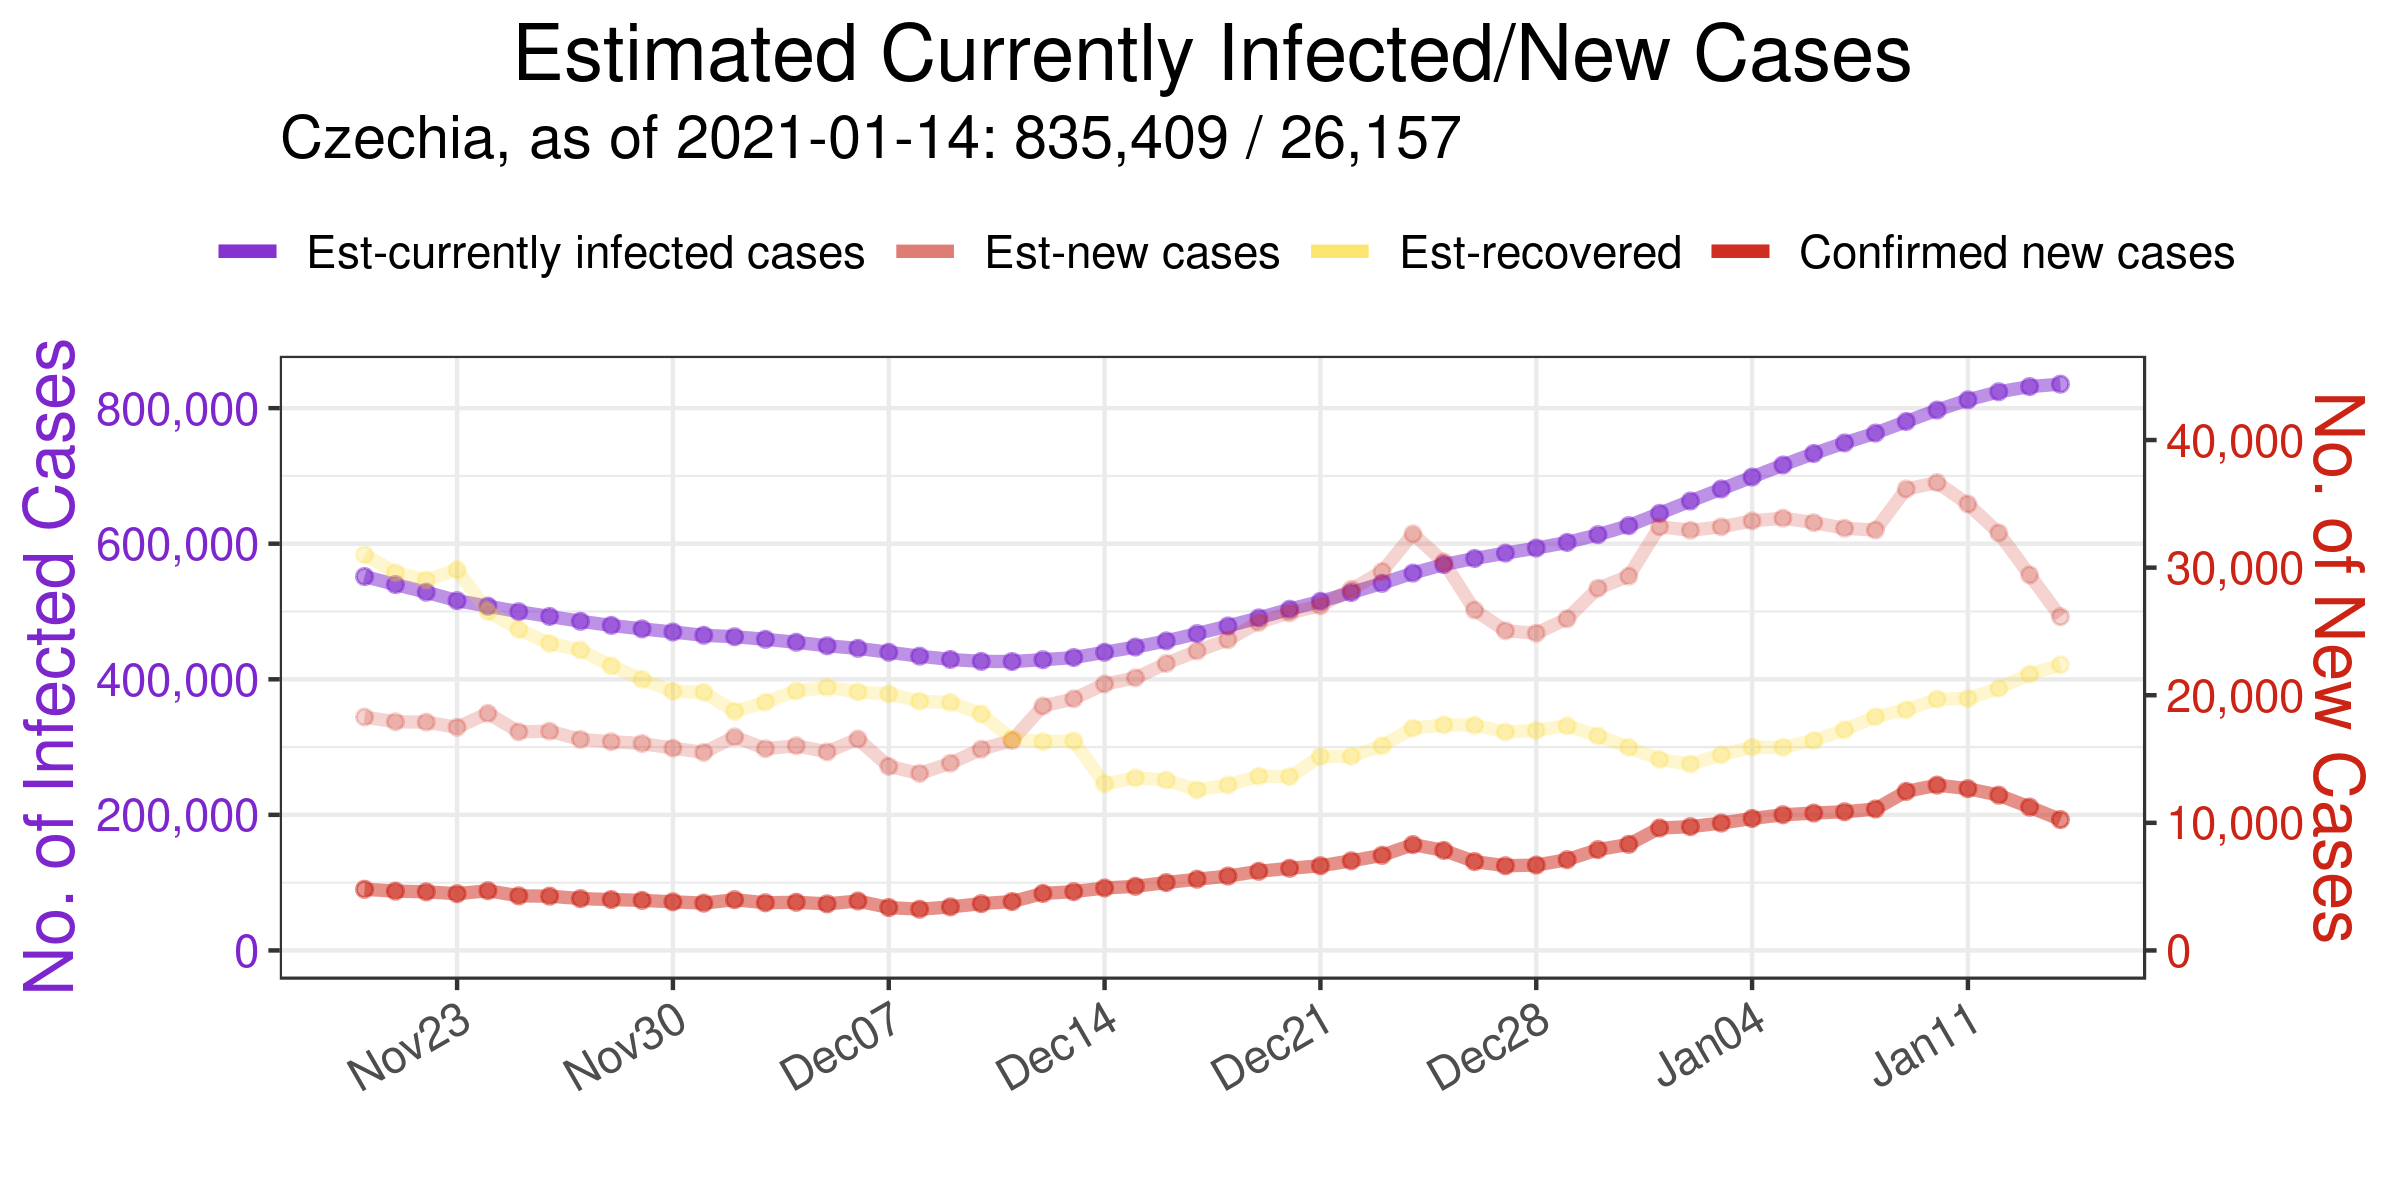 Estimated Currently Infected/New Cases
Czechia, as of 2021-01-14: 835,409 / 26,157
Est-currently infected cases Est-new cases Est-recovered Confirmed new cases
No. of Infected Cases
800,000
600,000
400,000
200,000
0
40,000
30,000
20,000
10,000
0
No. of New Cases
Nov23 Nov30 Dec07 Dec14 Dec21 Dec28 Jan04 Jan11